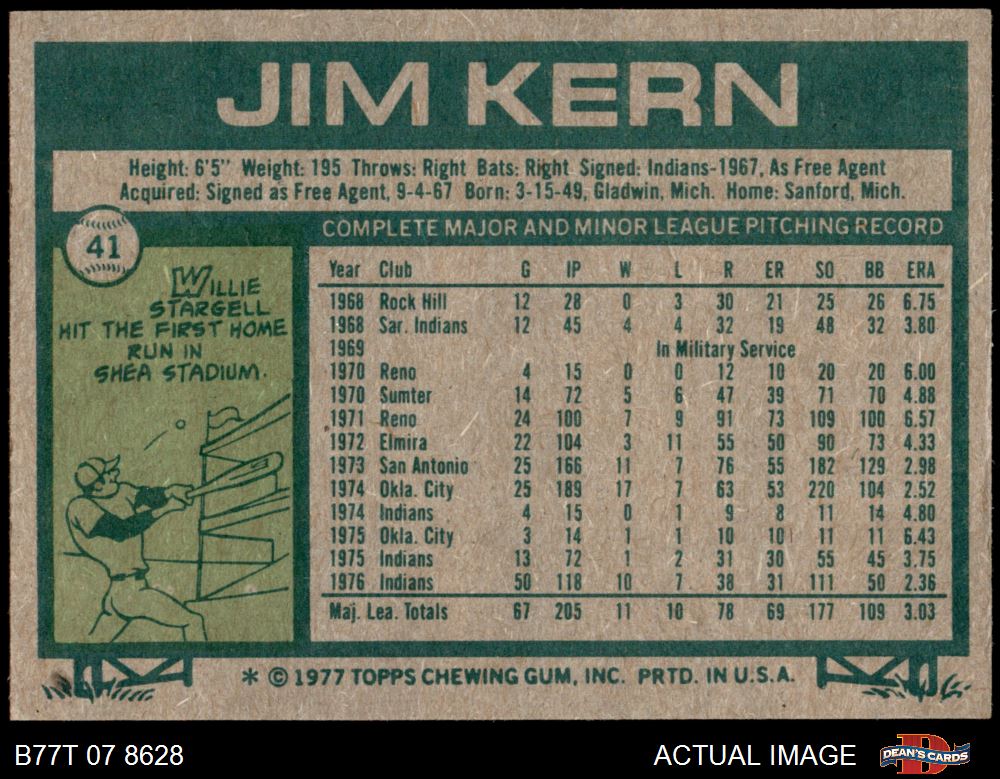 JIM KERN
Height: 6'5" Weight: 195 Throws: Right Bats: Right Signed: Indians-1967, As Free Agent
Acquired: Signed as Free Agent, 9-4-67 Born: 3-15-49, Gladwin, Mich. Home: Sanford, Mich.
41
WILLIE
STARGELL
HIT THE FIRST HOME
RUN IN
SHEA STADIUM.
COMPLETE MAJOR AND MINOR LEAGUE PITCHING RECORD
Year Club G IP W L R ER SO BB ERA
1968 Rock Hill 12 28 0 3 30 21 25 26 6.75
1968 Sar. Indians 12 45 4 4 32 19 48 32 3.80
1969 In Military Service
1970 Reno 4 15 0 0 12 10 20 20 6.00
1970 Sumter 14 72 5 6 47 39 71 70 4.88
1971 Reno 24 100 7 9 91 73 109 100 6.57
1972 Elmira 22 104 3 11 55 50 90 73 4.33
1973 San Antonio 25 166 11 7 76 55 182 129 2.98
1974 Okla. City 25 189 17 7 63 53 220 104 2.52
1974 Indians 4 15 0 1 9 8 11 14 4.80
1975 Okla. City 3 14 1 1 10 10 11 11 6.43
1975 Indians 13 72 1 2 31 30 55 45 3.75
1976 Indians 50 118 10 7 38 31 111 50 2.36
Maj. Lea. Totals 67 205 11 10 78 69 177 109 3.03
* © 1977 TOPPS CHEWING GUM, INC. PRTD. IN U.S.A.
B77T 07 8628
ACTUAL IMAGE
DEAN'S CARDS